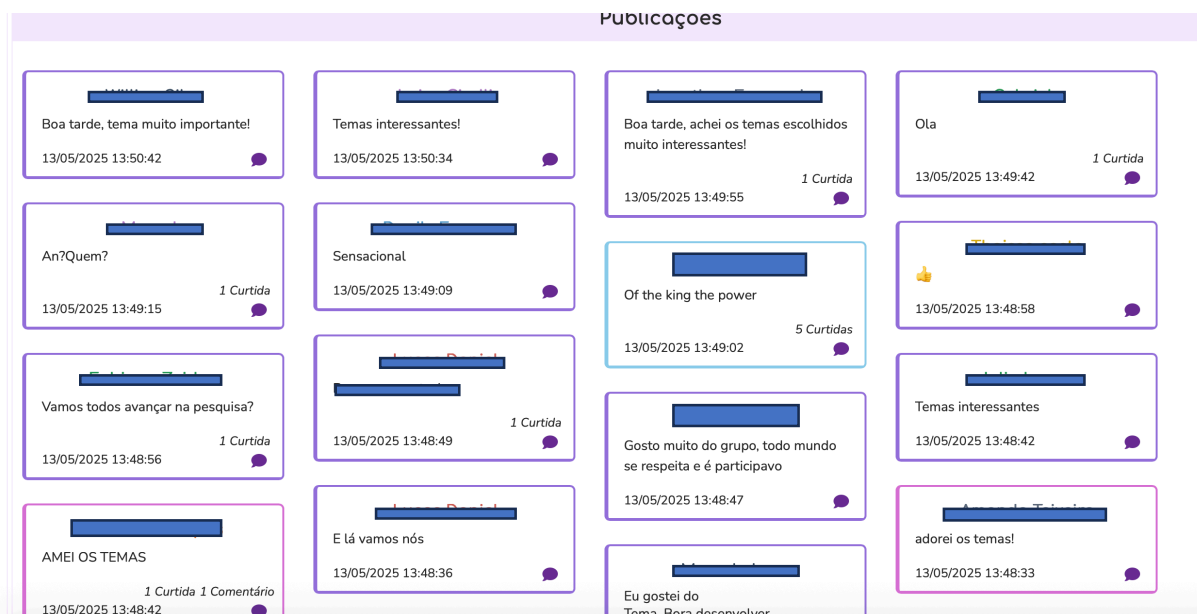 Publicações
Boa tarde, tema muito importante!
13/05/2025 13:50:42
An?Quem?
1 Curtida
13/05/2025 13:49:15
Vamos todos avançar na pesquisa?
1 Curtida
13/05/2025 13:48:56
AMEI OS TEMAS
1 Curtida 1 Comentário
13/05/2025 13:48:42
Temas interessantes!
13/05/2025 13:50:34
Sensacional
13/05/2025 13:49:09
1 Curtida
13/05/2025 13:48:49
E lá vamos nós
13/05/2025 13:48:36
Boa tarde, achei os temas escolhidos
muito interessantes!
1 Curtida
13/05/2025 13:49:55
Of the king the power
5 Curtidas
13/05/2025 13:49:02
Gosto muito do grupo, todo mundo
se respeita e é participavo
13/05/2025 13:48:47
Eu gostei do
Tema. Bora desenvolver
Ola
1 Curtida
13/05/2025 13:49:42
👍
13/05/2025 13:48:58
Temas interessantes
13/05/2025 13:48:42
adorei os temas!
13/05/2025 13:48:33